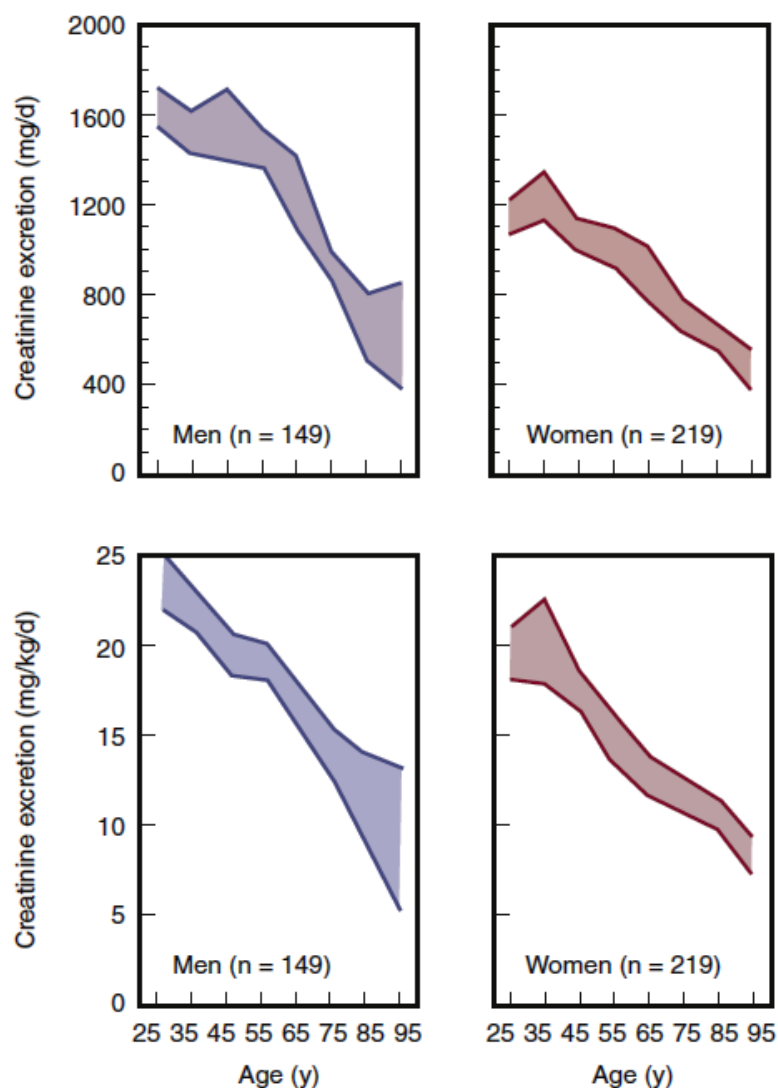 Creatinine excretion (mg/d)
2000
1600
1200
800
400
0
Men (n = 149)
Women (n = 219)
Creatinine excretion (mg/kg/d)
25
20
15
10
5
0
Men (n = 149)
Women (n = 219)
25 35 45 55 65 75 85 95
25 35 45 55 65 75 85 95
Age (y)
Age (y)